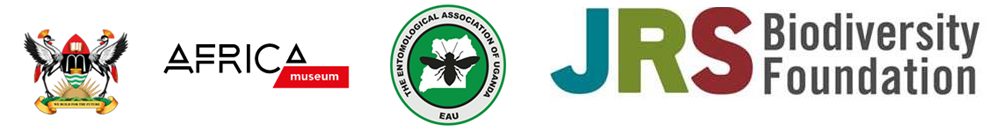 WE BUILD FOR THE FUTURE
AFRICA
museum
THE ENTOMOLOGICAL ASSOCIATION OF UGANDA
EAU
JRS
Biodiversity
Foundation